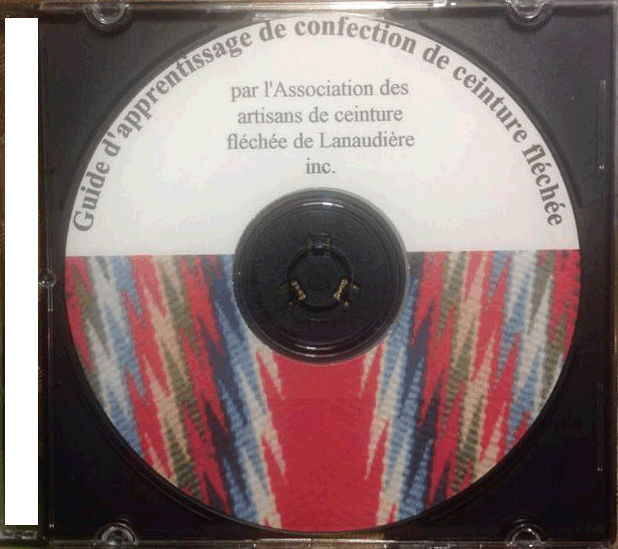 Guide d'apprentissage de confection de ceinture fléchée
par l'Association des
artisans de ceinture
fléchée de Lanaudière
inc.